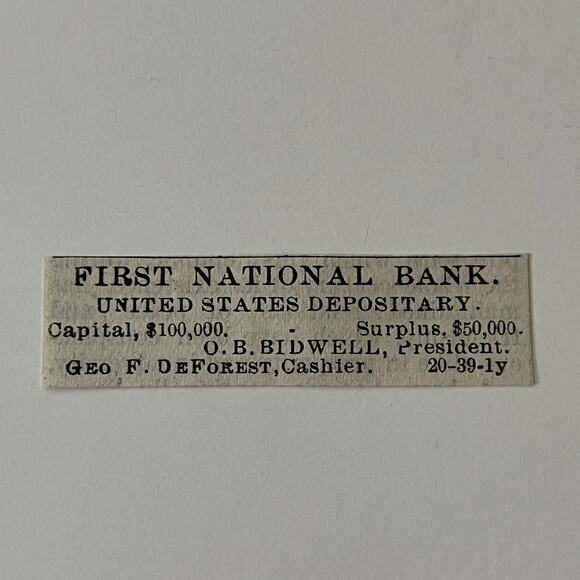 FIRST NATIONAL BANK.
UNITED STATES DEPOSITARY.
Capital, $100,000. - Surplus, $50,000.
O. B. BIDWELL, President.
GEO. F. DEFOREST, Cashier. 20-39-1y